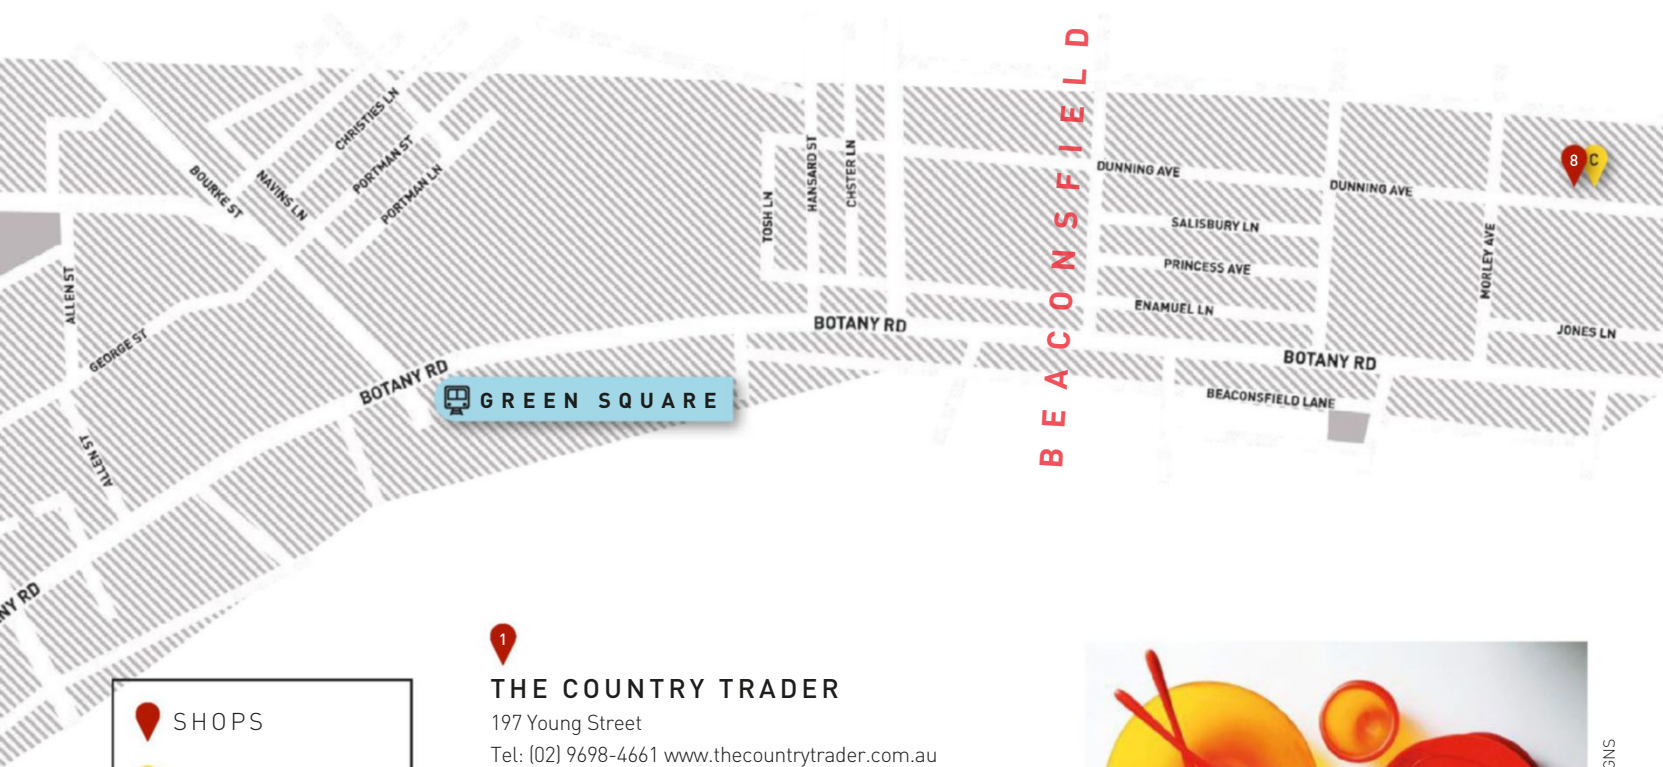 BEACONSFIELD
CHRISTIES LN
PORTMAN ST
PORTMAN LN
BOURKE ST
NAVINS LN
TOSH LN
HANSARD ST
CHSTER LN
DUNNING AVE
DUNNING AVE
8
C
SALISBURY LN
PRINCESS AVE
ENAMUEL LN
MORLEY AVE
JONES LN
ALLEN ST
GEORGE ST
BOTANY RD
BOTANY RD
BOTANY RD
GREEN SQUARE
BEACONSFIELD LANE
ALLEN ST
NY RD
1
THE COUNTRY TRADER
197 Young Street
Tel: (02) 9698-4661 www.thecountrytrader.com.au
SHOPS
GNS